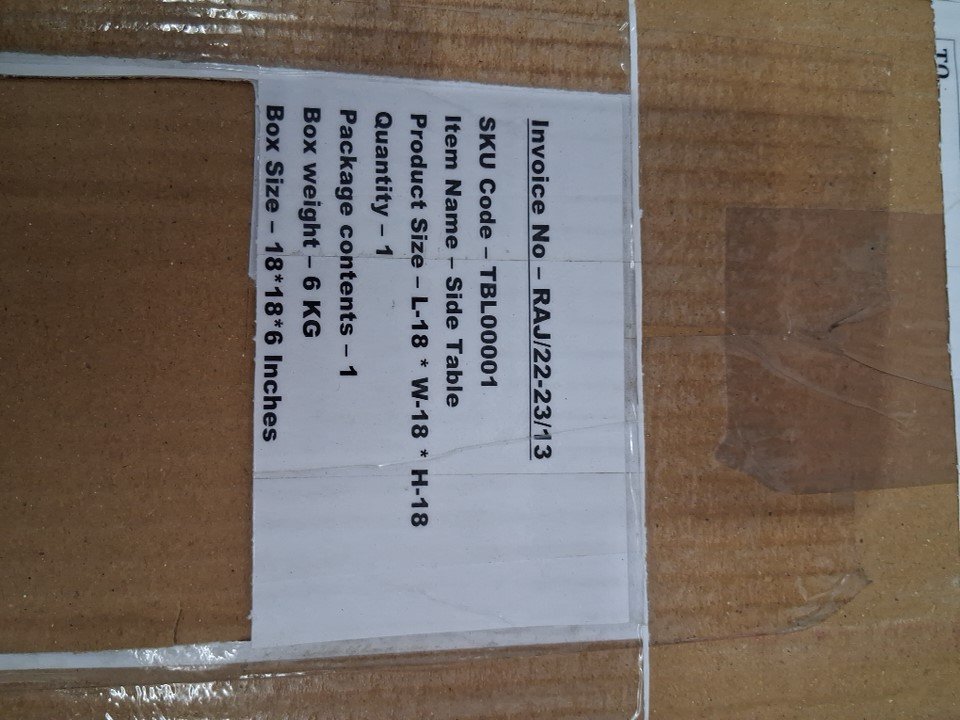 Invoice No – RAJ/22-23/13
SKU Code – TBL00001
Item Name – Side Table
Product Size – L-18 * W-18 * H-18
Quantity – 1
Package contents – 1
Box weight – 6 KG
Box Size – 18*18*6 Inches
TO